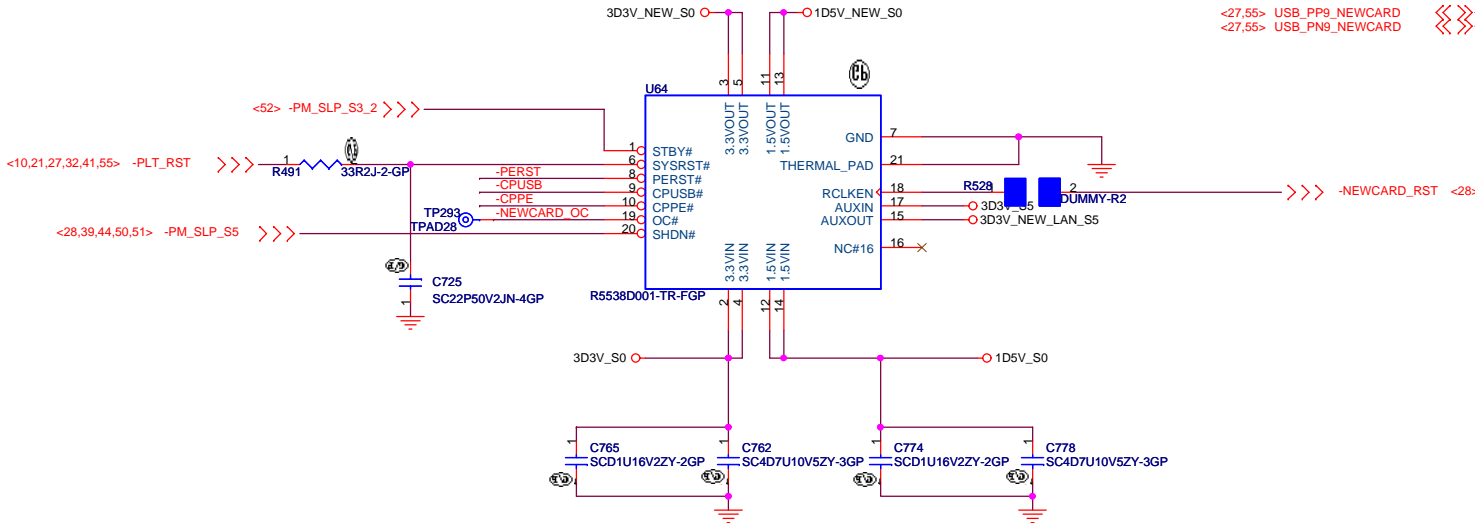 3D3V_NEW_S0
1D5V_NEW_S0
<27,55> USB_PP9_NEWCARD
<27,55> USB_PN9_NEWCARD
3
5
11
13
U64
3.3VOUT
3.3VOUT
1.5VOUT
1.5VOUT
<52> -PM_SLP_S3_2
1 STBY#
GND 7
<10,21,27,32,41,55> -PLT_RST
1
R491
33R2J-2-GP
6 SYSRST#
THERMAL_PAD 21
-PERST 8 PERST#
-CPUSB 9 CPUSB#
RCLKEN 18
R528
2
DUMMY-R2
-NEWCARD_RST <28>
-CPPE 10 CPPE#
AUXIN 17 3D3V_S5
TP293
TPAD28
-NEWCARD_OC 19 OC#
AUXOUT 15 3D3V_NEW_LAN_S5
<28,39,44,50,51> -PM_SLP_S5
20 SHDN#
NC#16 16
3.3VIN
3.3VIN
1.5VIN
1.5VIN
C725
SC22P50V2JN-4GP
1
R5538D001-TR-FGP
2
4
12
14
3D3V_S0
1D5V_S0
1
C765
SCD1U16V2ZY-2GP
1
C762
SC4D7U10V5ZY-3GP
1
C774
SCD1U16V2ZY-2GP
1
C778
SC4D7U10V5ZY-3GP